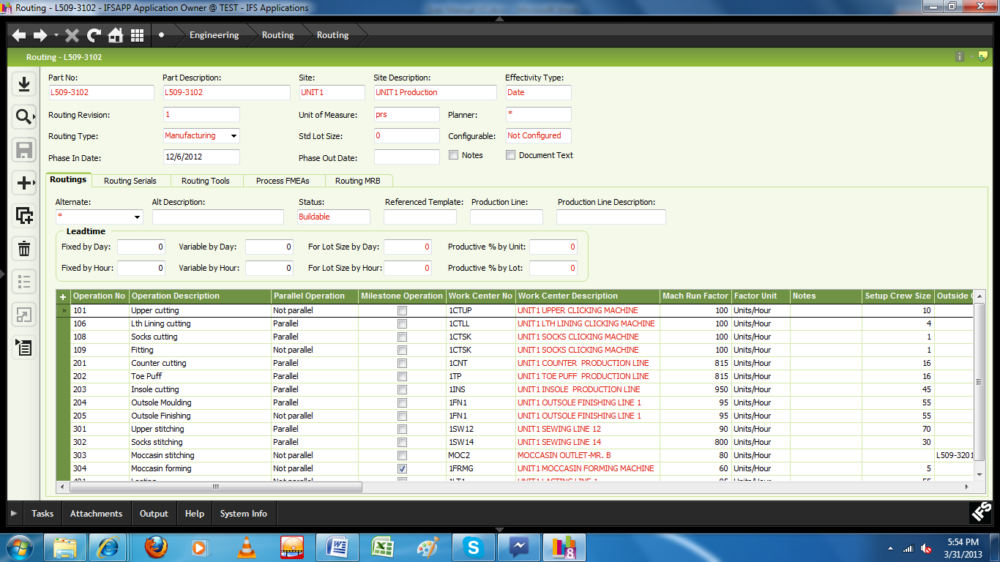 Routing - L509-3102 - IFSAPP Application Owner @ TEST - IFS Applications
Engineering Routing Routing
Routing - L509-3102
Part No: Part Description: Site: Site Description: Effectivity Type:
L509-3102 L509-3102 UNIT1 UNIT1 Production Date
Routing Revision: 1 Unit of Measure: prs Planner: *
Routing Type: Manufacturing Std Lot Size: 0 Configurable: Not Configured
Phase In Date: 12/6/2012 Phase Out Date: Notes Document Text
Routings Routing Serials Routing Tools Process FMEAs Routing MRB
Alternate: Alt Description: Status: Referenced Template: Production Line: Production Line Description:
* Buildable
Leadtime
Fixed by Day: 0 Variable by Day: 0 For Lot Size by Day: 0 Productive % by Unit: 0
Fixed by Hour: 0 Variable by Hour: 0 For Lot Size by Hour: 0 Productive % by Lot: 0
Operation No Operation Description Parallel Operation Milestone Operation Work Center No Work Center Description Mach Run Factor Factor Unit Notes Setup Crew Size Outside
101 Upper cutting Not parallel 1CTUP UNIT1 UPPER CLICKING MACHINE 100 Units/Hour 10
106 Lth Lining cutting Parallel 1CTLL UNIT1 LTH LINING CLICKING MACHINE 100 Units/Hour 4
108 Socks cutting Parallel 1CTSK UNIT1 SOCKS CLICKING MACHINE 100 Units/Hour 1
109 Fitting Not parallel 1CTSK UNIT1 SOCKS CLICKING MACHINE 100 Units/Hour 1
201 Counter cutting Parallel 1CNT UNIT1 COUNTER PRODUCTION LINE 815 Units/Hour 16
202 Toe Puff Parallel 1TP UNIT1 TOE PUFF PRODUCTION LINE 815 Units/Hour 16
203 Insole cutting Parallel 1INS UNIT1 INSOLE PRODUCTION LINE 950 Units/Hour 45
204 Outsole Moulding Parallel 1FN1 UNIT1 OUTSOLE FINISHING LINE 1 95 Units/Hour 55
205 Outsole Finishing Not parallel 1FN1 UNIT1 OUTSOLE FINISHING LINE 1 95 Units/Hour 55
301 Upper stitching Parallel 1SW12 UNIT1 SEWING LINE 12 90 Units/Hour 70
302 Socks stitching Parallel 1SW14 UNIT1 SEWING LINE 14 800 Units/Hour 30
303 Moccasin stitching Not parallel MOC2 MOCCASIN OUTLET-MR. B 80 Units/Hour L509-3201
304 Moccasin forming Not parallel 1FRMG UNIT1 MOCCASIN FORMING MACHINE 60 Units/Hour 5
Tasks Attachments Output Help System Info IFS
5:54 PM
3/31/2013